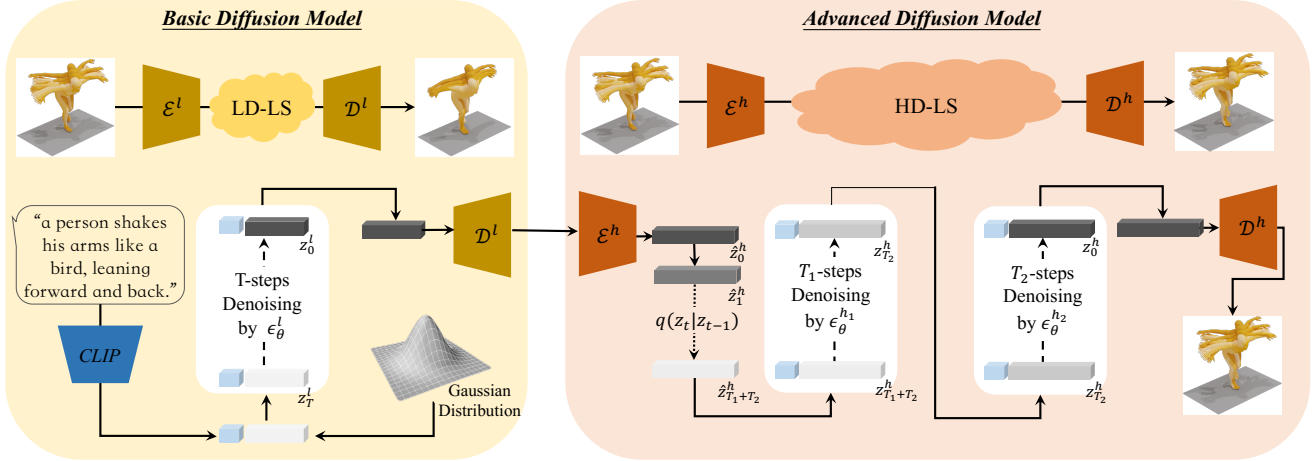 Basic Diffusion Model
Advanced Diffusion Model
ℰ^l
LD-LS
𝒟^l
ℰ^h
HD-LS
𝒟^h
“a person shakes
his arms like a
bird, leaning
forward and back.”
CLIP
z_0^l
T-steps
Denoising
by ϵ_θ^l
z_T^l
𝒟^l
Gaussian
Distribution
ℰ^h
ẑ_0^h
ẑ_1^h
q(z_t|z_{t−1})
ẑ_{T_1+T_2}^h
z_{T_2}^h
T_1-steps
Denoising
by ϵ_θ^{h_1}
z_{T_1+T_2}^h
z_0^h
T_2-steps
Denoising
by ϵ_θ^{h_2}
z_{T_2}^h
𝒟^h